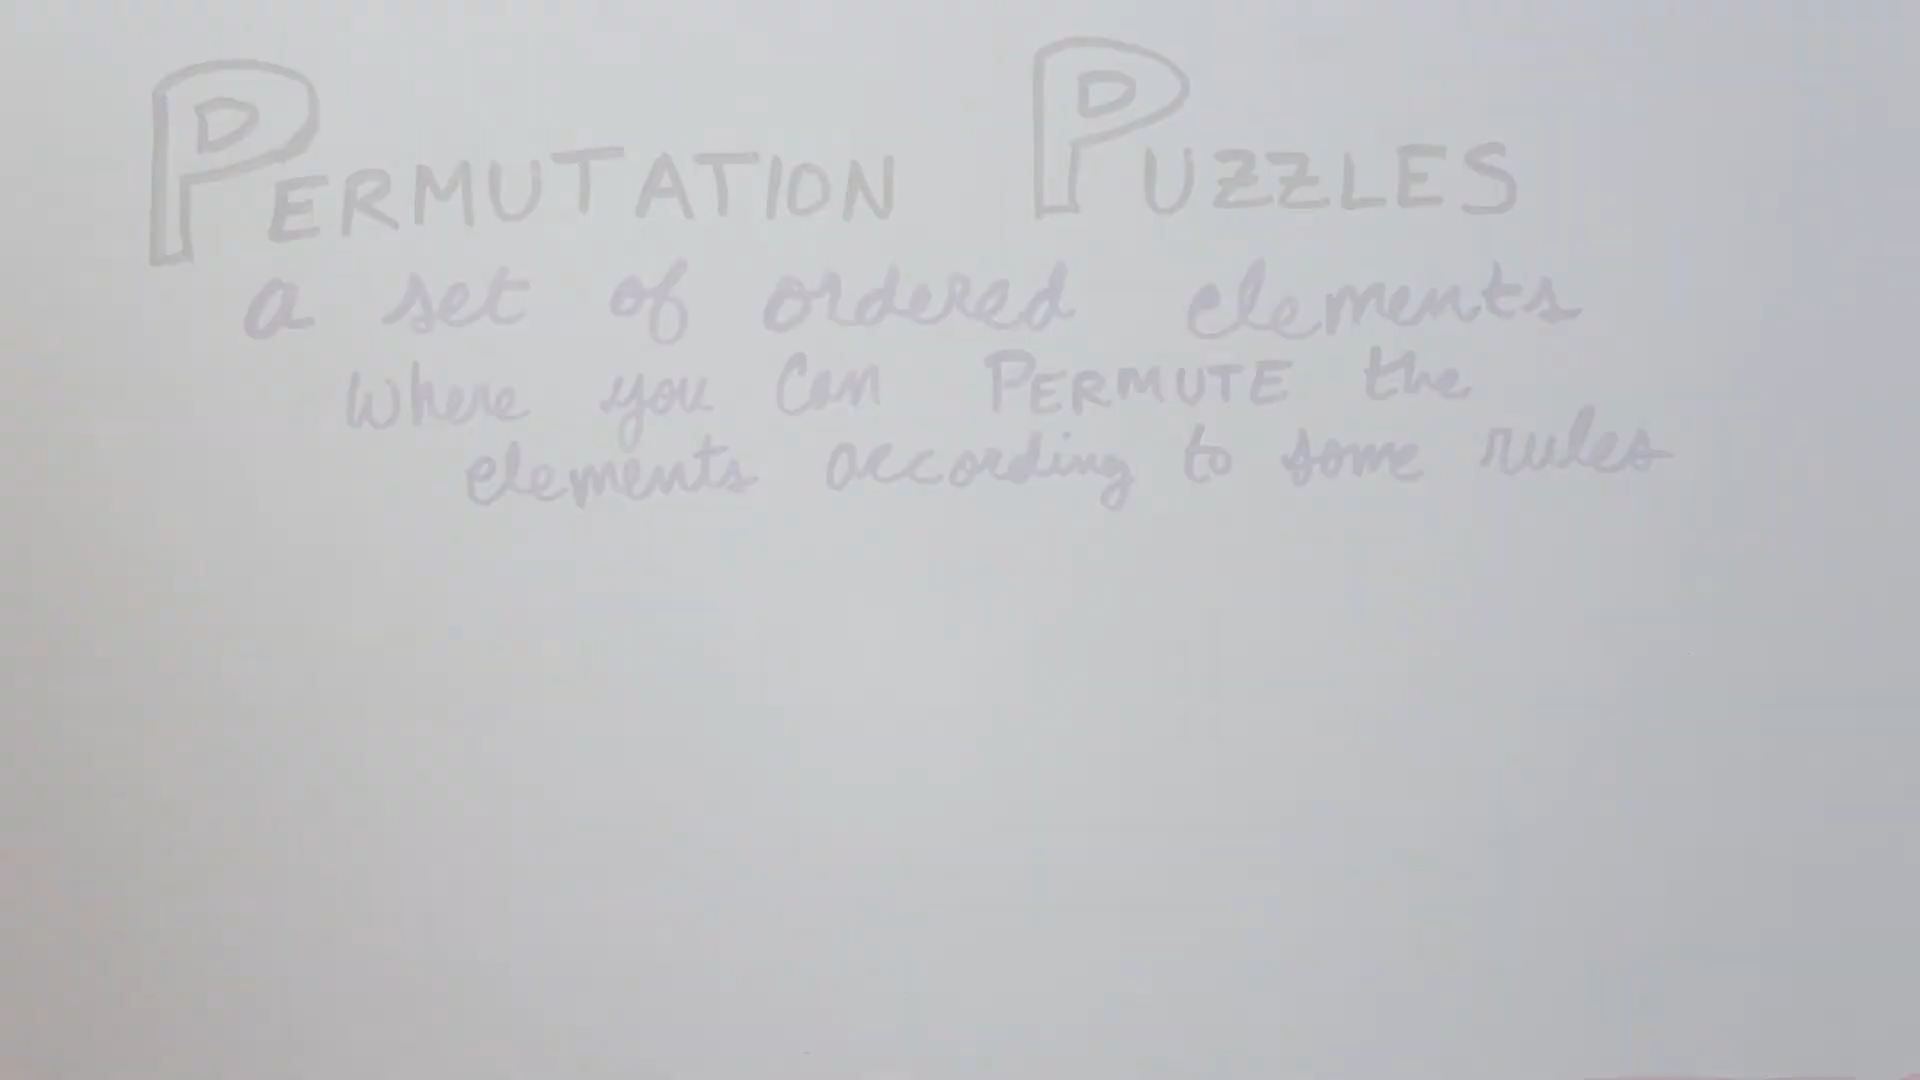 PERMUTATION PUZZLES
a set of ordered elements
where you can PERMUTE the
elements according to some rules